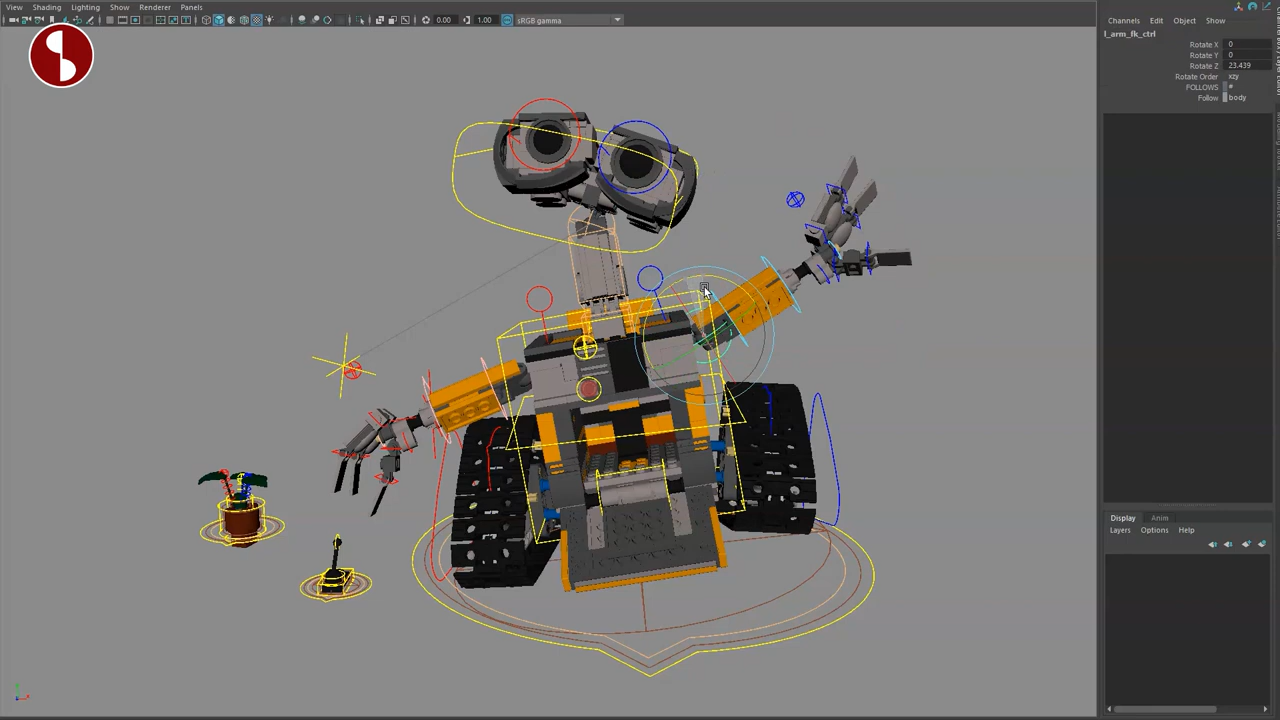 View Shading Lighting Show Renderer Panels
0.00 1.00 sRGB gamma
Channels Edit Object Show
l_arm_fk_ctrl
Rotate X 0
Rotate Y 0
Rotate Z 23.439
Rotate Order xzy
FOLLOWS #
Follow body
Display Anim
Layers Options Help